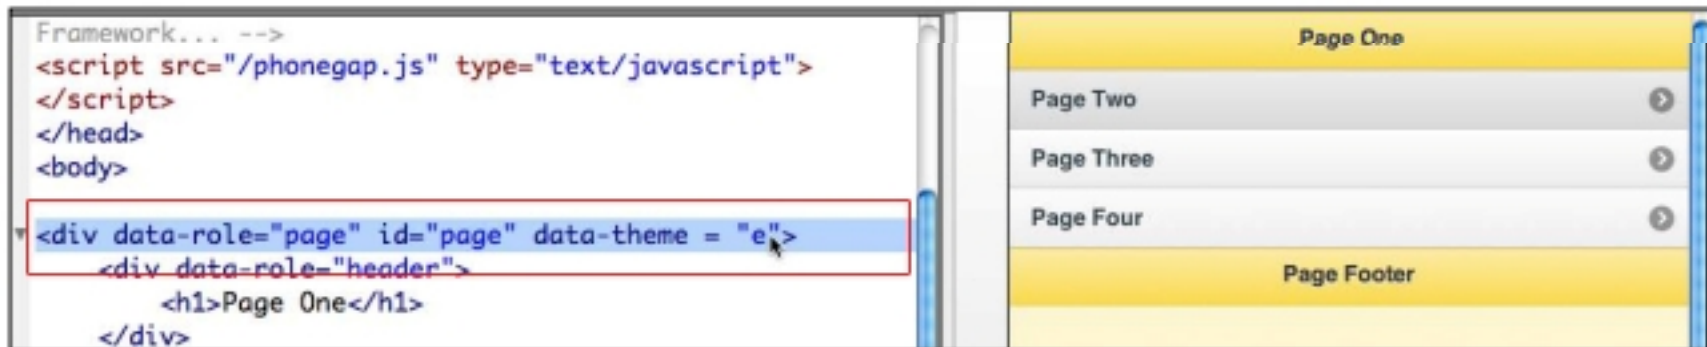 Framework... -->
<script src="/phonegap.js" type="text/javascript">
</script>
</head>
<body>
<div data-role="page" id="page" data-theme = "e">
<div data-role="header">
<h1>Page One</h1>
</div>
Page One
Page Two
Page Three
Page Four
Page Footer